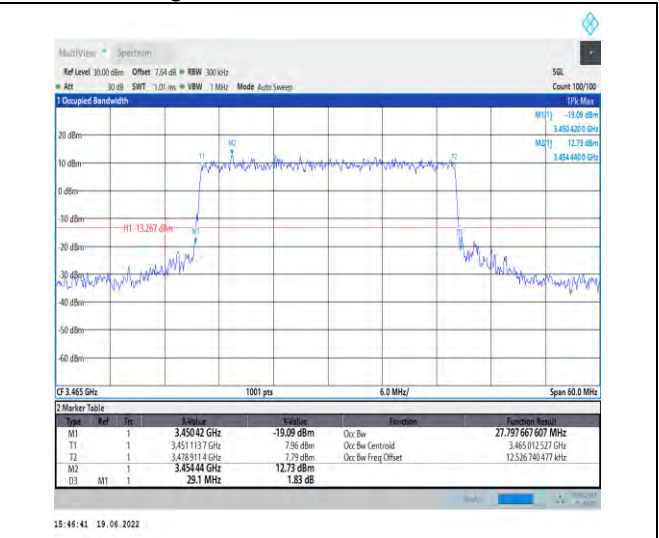 MultiView Spectrum
Ref Level 30.00 dBm Offset 7.64 dB RBW 300 kHz SGL
Att 30 dB SWT 1.01 ms VBW 1 MHz Mode Auto Sweep Count 100/100
1 Occupied Bandwidth 1Pk Max
M1[1] -19.09 dBm
3.450 420 0 GHz
20 dBm M2[1] 12.73 dBm
M2 3.454 440 0 GHz
T1 T2
10 dBm
0 dBm
-10 dBm
H1 -13.267 dBm M1
-20 dBm
-30 dBm
-40 dBm
-50 dBm
-60 dBm
CF 3.465 GHz 1001 pts 6.0 MHz/ Span 60.0 MHz
2 Marker Table
Type Ref Trc X-Value Y-Value Function Function Result
M1 1 3.45042 GHz -19.09 dBm Occ Bw 27.797 667 607 MHz
T1 1 3.451 113 7 GHz 7.96 dBm Occ Bw Centroid 3.465 012 527 GHz
T2 1 3.478 911 4 GHz 7.79 dBm Occ Bw Freq Offset 12.526 740 477 kHz
M2 1 3.45444 GHz 12.73 dBm
D3 M1 1 29.1 MHz 1.83 dB
15:46:41 19.06.2022